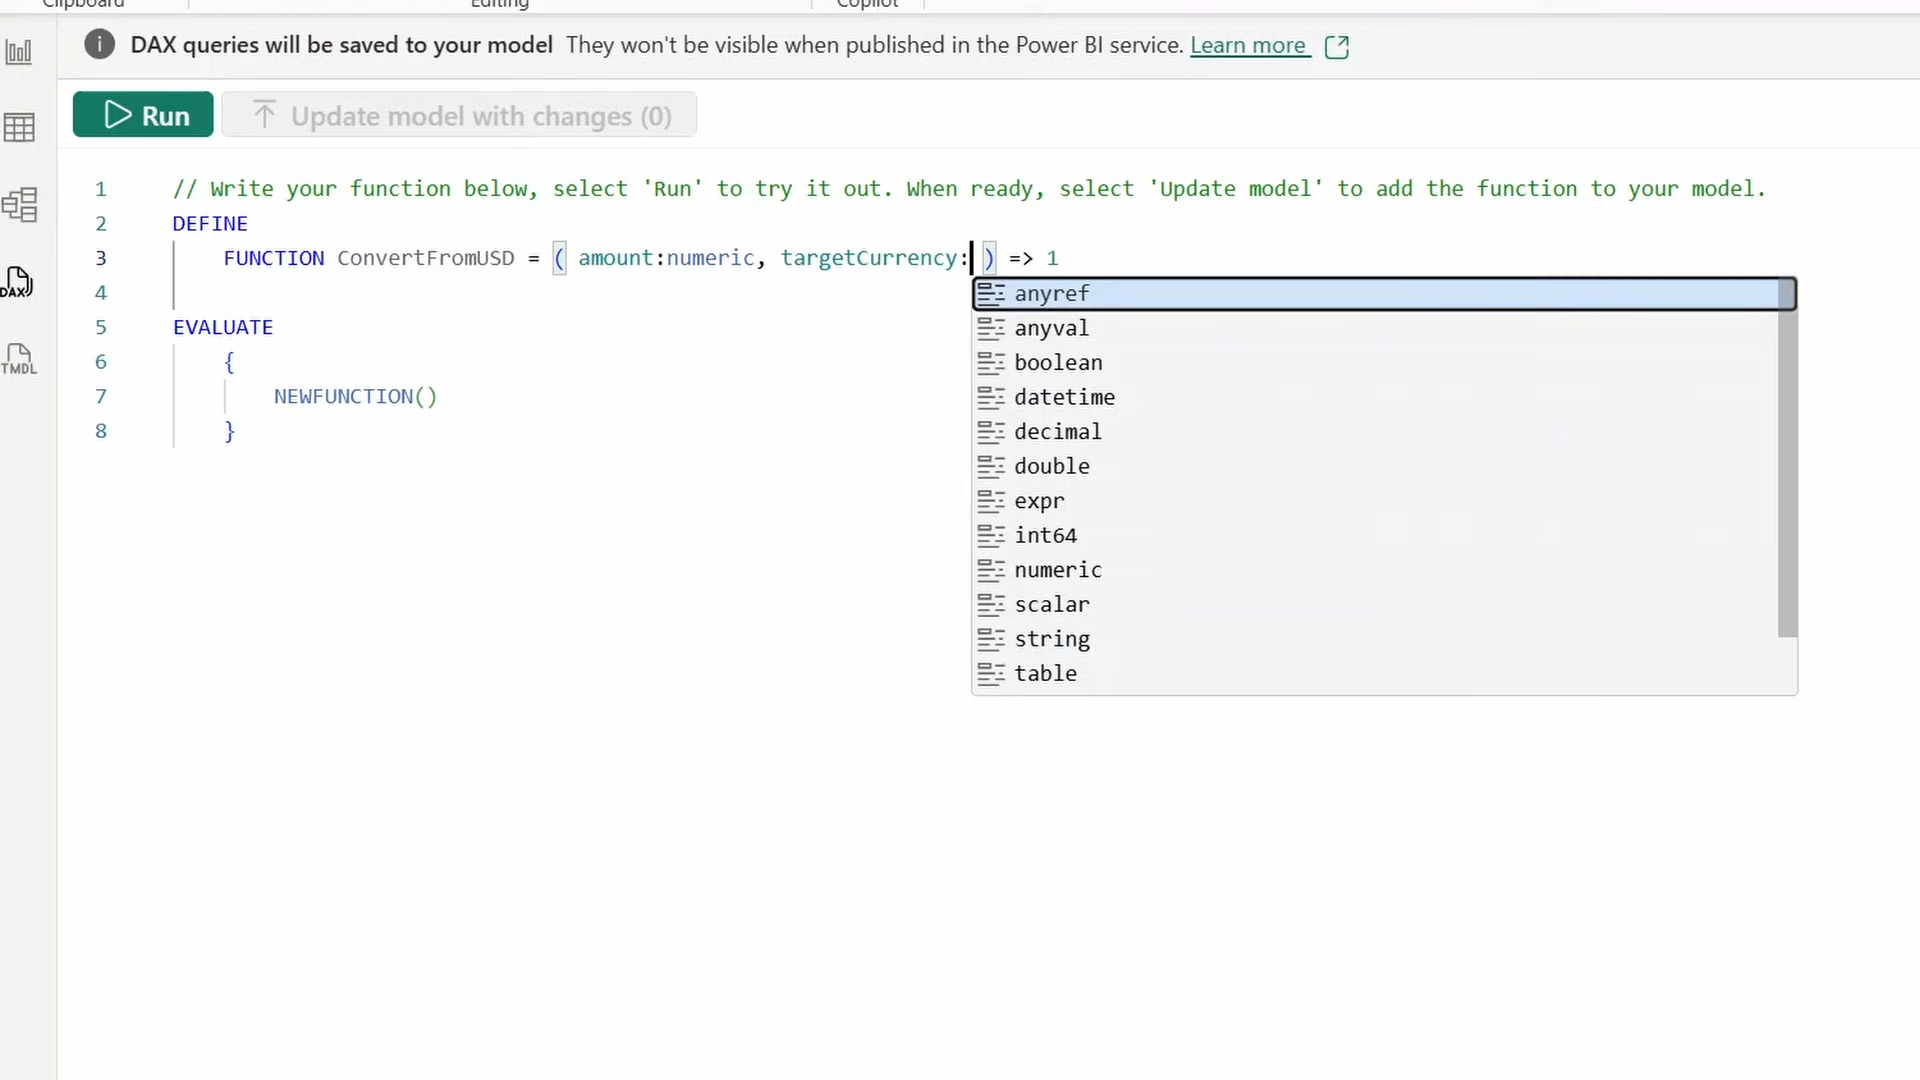 Clipboard Editing Copilot
DAX queries will be saved to your model They won't be visible when published in the Power BI service. Learn more
Run Update model with changes (0)
1 // Write your function below, select 'Run' to try it out. When ready, select 'Update model' to add the function to your model.
2 DEFINE
3 FUNCTION ConvertFromUSD = ( amount:numeric, targetCurrency: ) => 1
4
5 EVALUATE
6 {
7 NEWFUNCTION()
8 }
anyref
anyval
boolean
datetime
decimal
double
expr
int64
numeric
scalar
string
table
DAX
TMDL